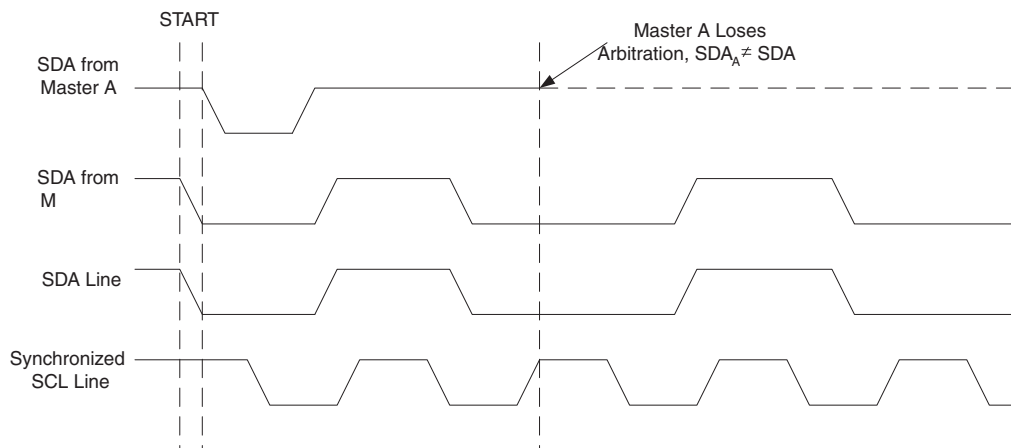 START
Master A Loses
Arbitration, SDA_A ≠ SDA
SDA from
Master A
SDA from
M
SDA Line
Synchronized
SCL Line